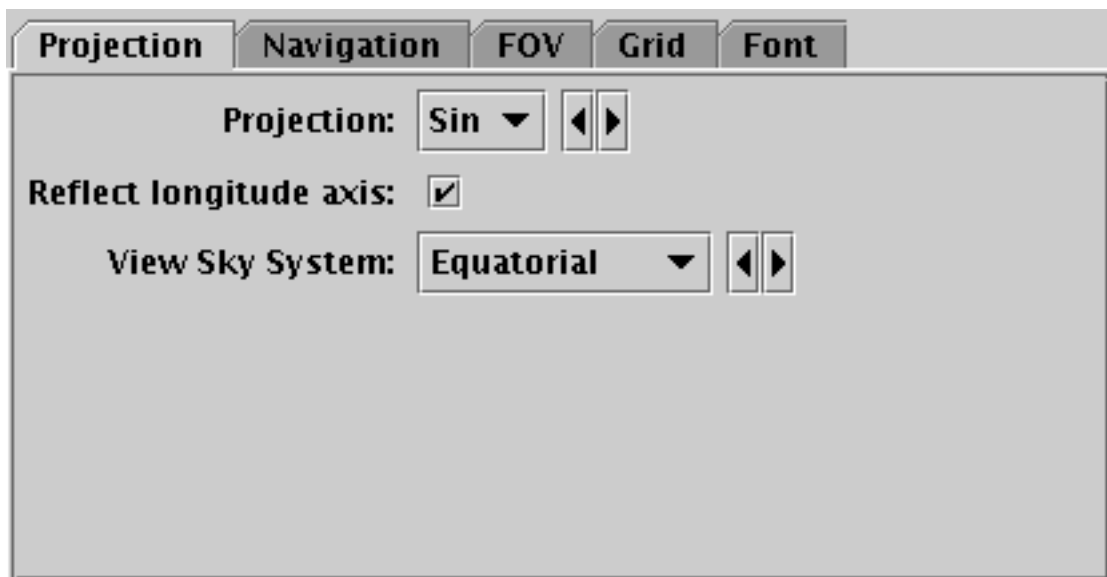 Projection Navigation FOV Grid Font
Projection: Sin
Reflect longitude axis:
View Sky System: Equatorial